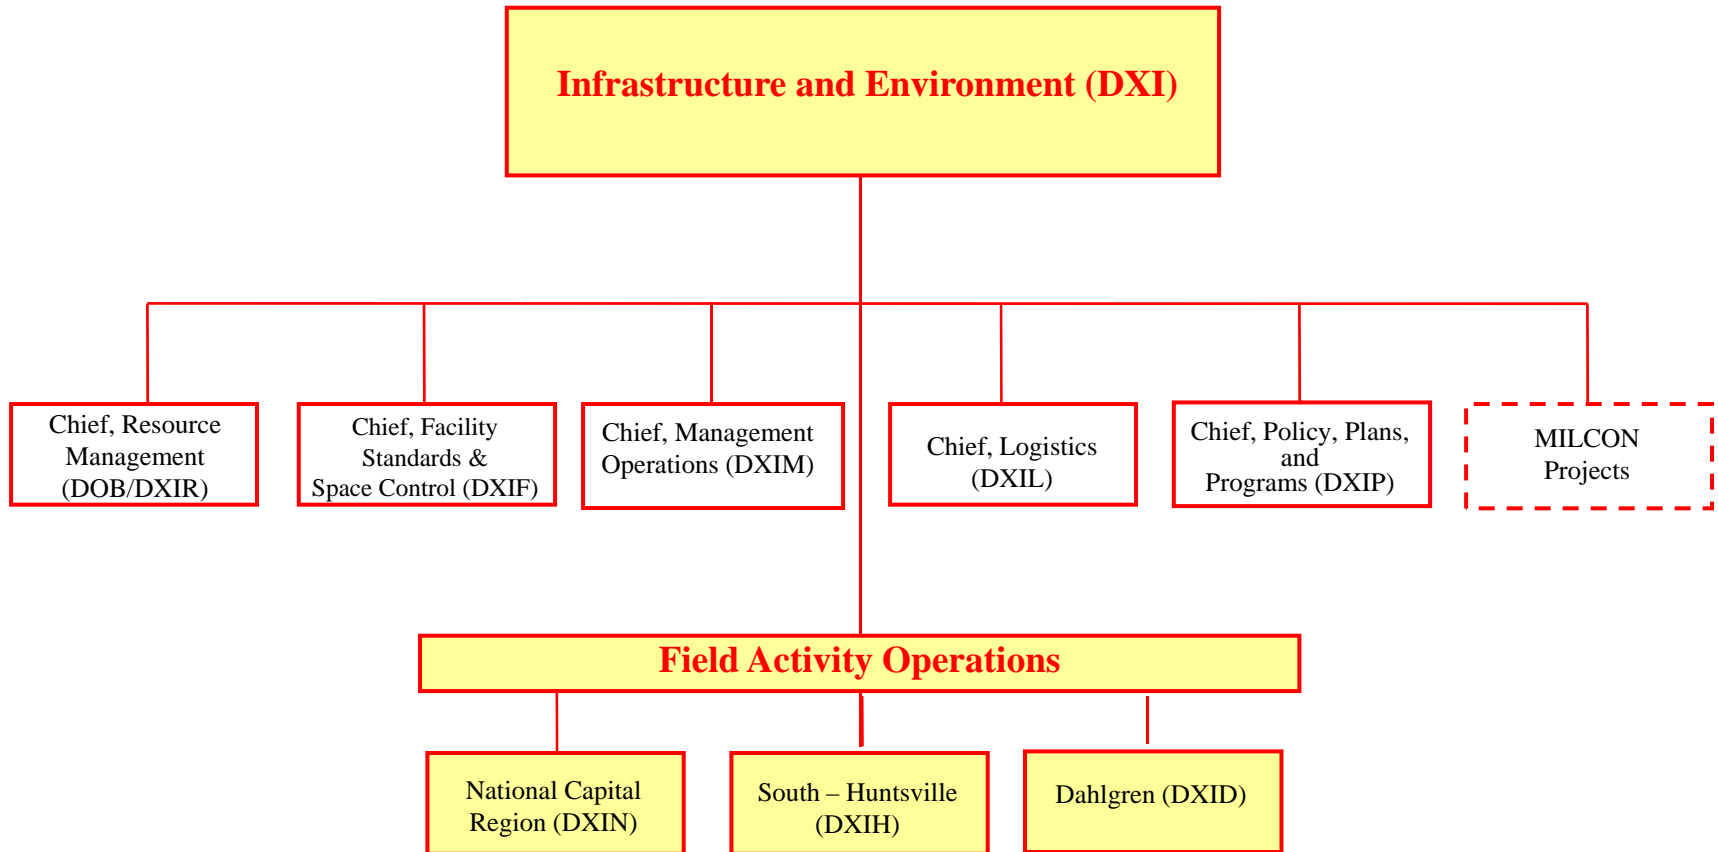 Infrastructure and Environment (DXI)
Chief, Resource
Management
(DOB/DXIR)
Chief, Facility
Standards &
Space Control (DXIF)
Chief, Management
Operations (DXIM)
Chief, Logistics
(DXIL)
Chief, Policy, Plans,
and
Programs (DXIP)
MILCON
Projects
Field Activity Operations
National Capital
Region (DXIN)
South – Huntsville
(DXIH)
Dahlgren (DXID)